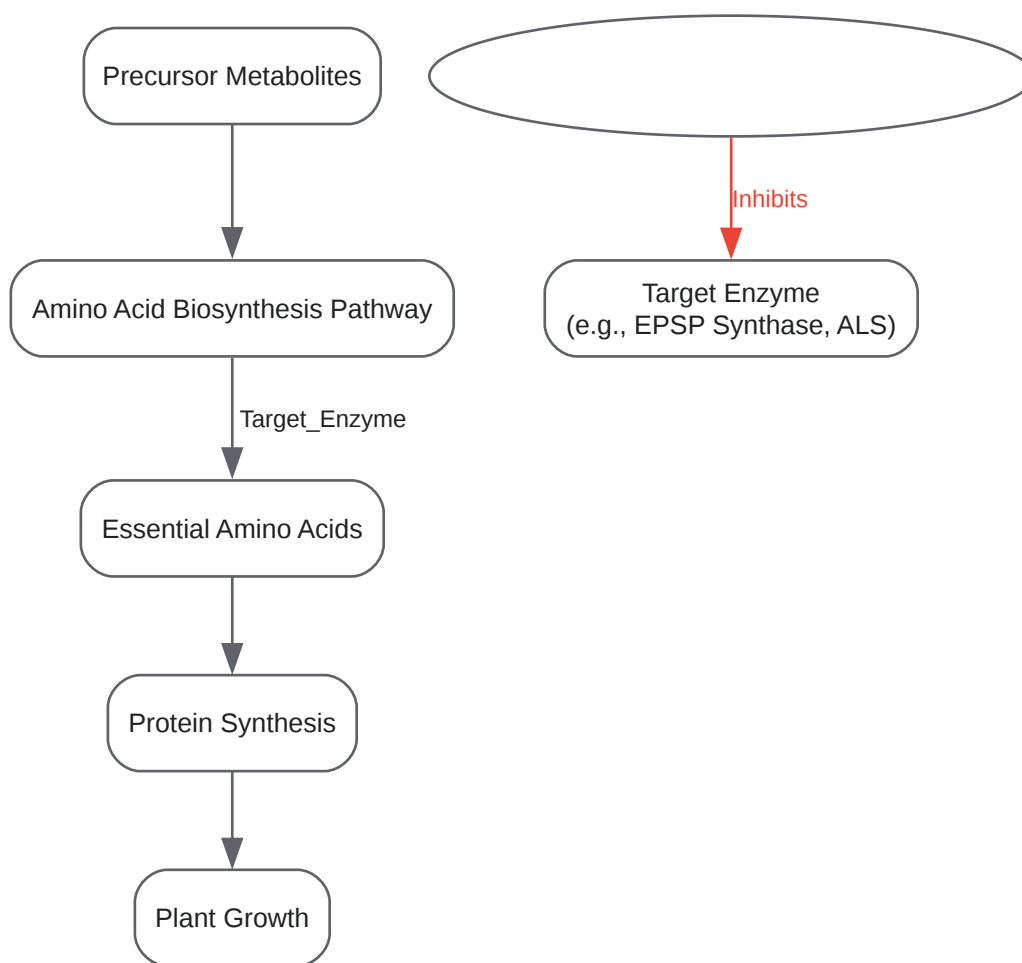 Precursor Metabolites
Inhibits
Amino Acid Biosynthesis Pathway
Target Enzyme
(e.g., EPSP Synthase, ALS)
Target_Enzyme
Essential Amino Acids
Protein Synthesis
Plant Growth